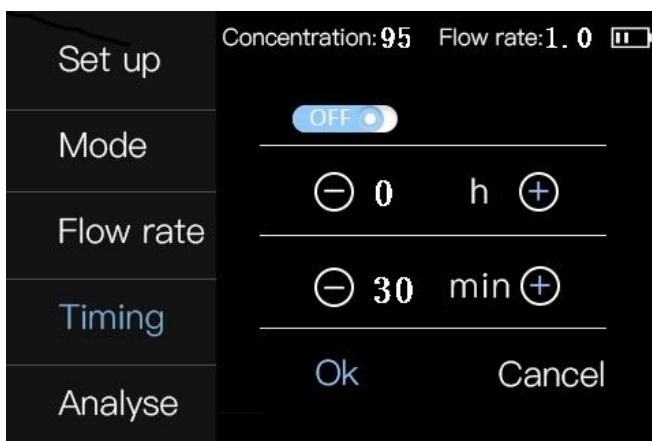 Concentration:95 Flow rate:1.0
Set up
OFF
Mode
− 0 h +
Flow rate
− 30 min +
Timing
Ok Cancel
Analyse